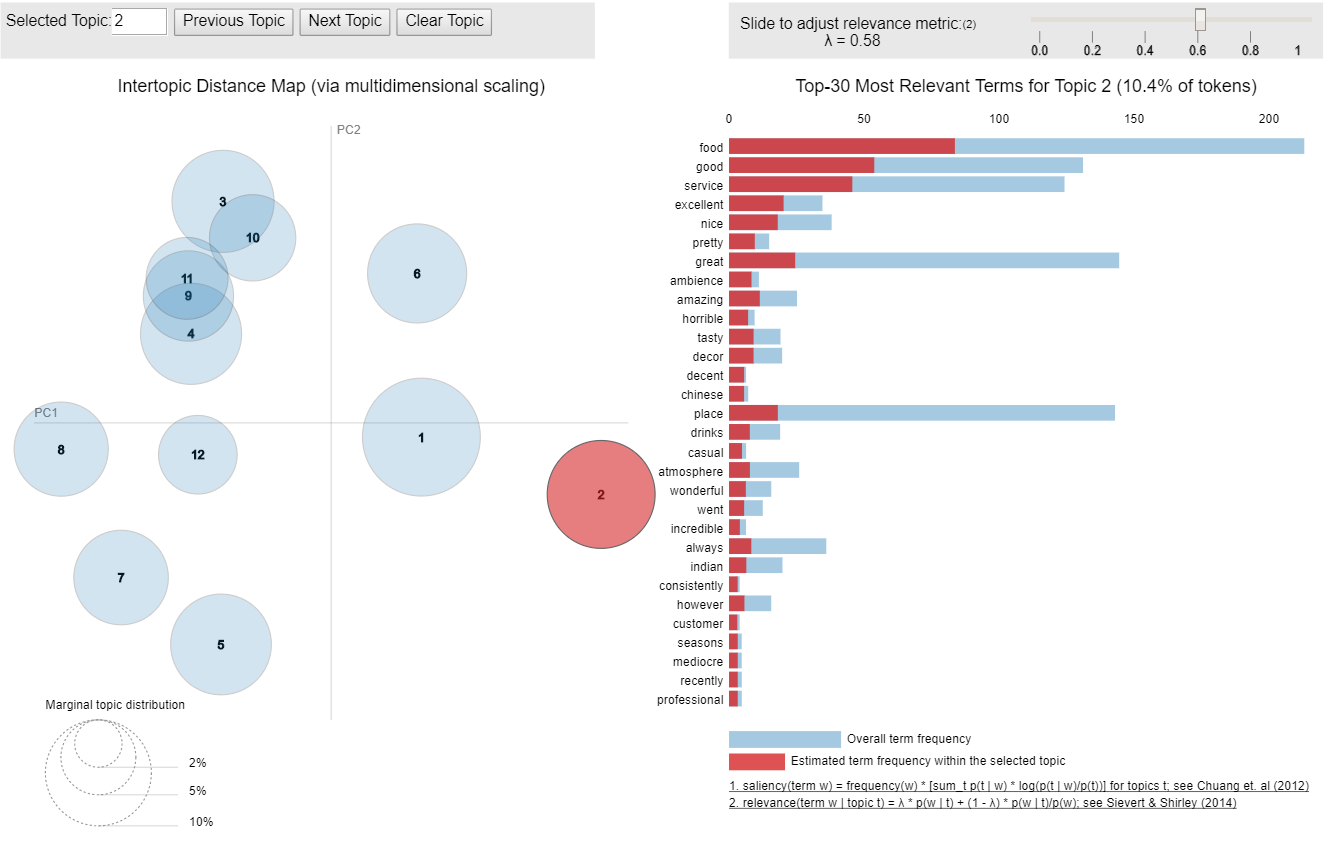 Selected Topic: 2 Previous Topic Next Topic Clear Topic
Slide to adjust relevance metric:(2)
λ = 0.58
0.0 0.2 0.4 0.6 0.8 1
Intertopic Distance Map (via multidimensional scaling)
PC2
PC1
3
10
11
9
4
6
1
2
8
12
7
5
Marginal topic distribution
2%
5%
10%
Top-30 Most Relevant Terms for Topic 2 (10.4% of tokens)
0 50 100 150 200
food
good
service
excellent
nice
pretty
great
ambience
amazing
horrible
tasty
decor
decent
chinese
place
drinks
casual
atmosphere
wonderful
went
incredible
always
indian
consistently
however
customer
seasons
mediocre
recently
professional
Overall term frequency
Estimated term frequency within the selected topic
1. saliency(term w) = frequency(w) * [sum_t p(t | w) * log(p(t | w)/p(t))] for topics t; see Chuang et. al (2012)
2. relevance(term w | topic t) = λ * p(w | t) + (1 - λ) * p(w | t)/p(w); see Sievert & Shirley (2014)